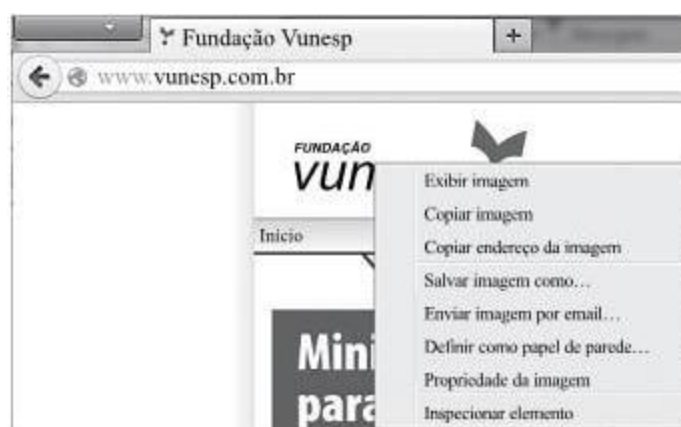 Fundação Vunesp
+
www.vunesp.com.br
FUNDAÇÃO
vun
Início
Mini
para
Exibir imagem
Copiar imagem
Copiar endereço da imagem
Salvar imagem como...
Enviar imagem por email...
Definir como papel de parede...
Propriedade da imagem
Inspecionar elemento